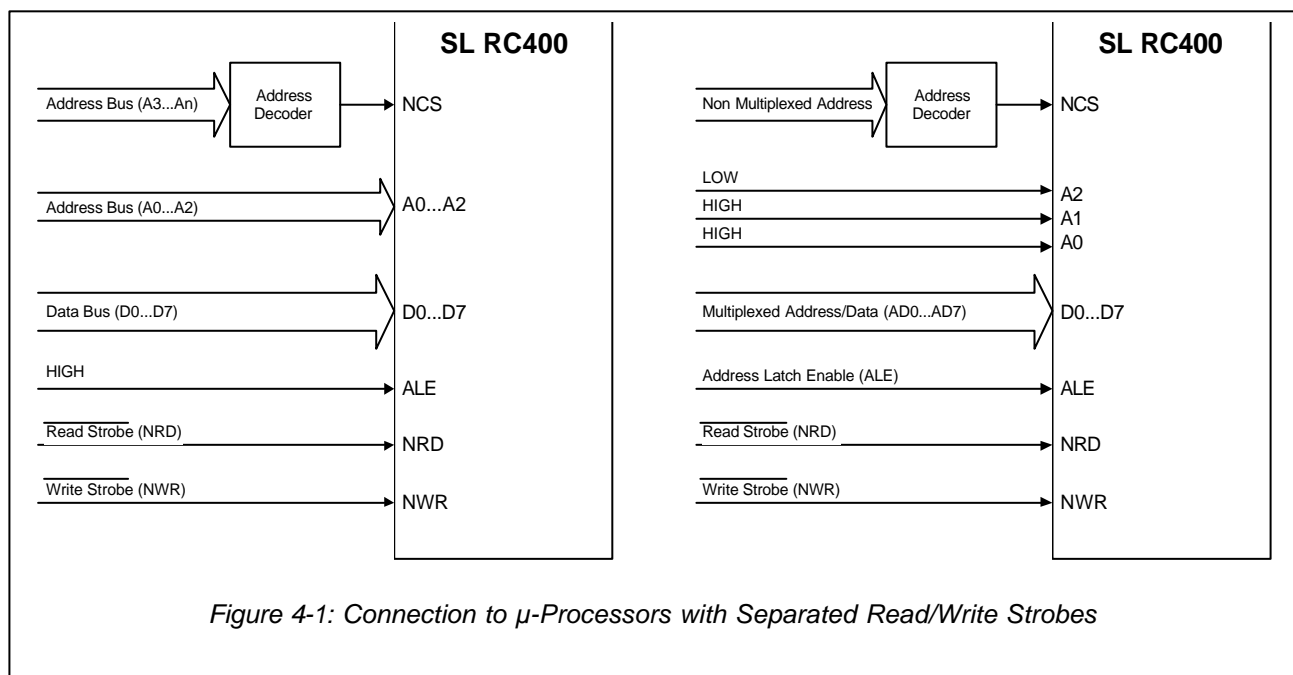 SL RC400
Address Bus (A3...An)
Address
Decoder
NCS
Address Bus (A0...A2)
A0...A2
Data Bus (D0...D7)
D0...D7
HIGH
ALE
Read Strobe (NRD)
NRD
Write Strobe (NWR)
NWR
SL RC400
Non Multiplexed Address
Address
Decoder
NCS
LOW
A2
HIGH
A1
HIGH
A0
Multiplexed Address/Data (AD0...AD7)
D0...D7
Address Latch Enable (ALE)
ALE
Read Strobe (NRD)
NRD
Write Strobe (NWR)
NWR
Figure 4-1: Connection to µ-Processors with Separated Read/Write Strobes